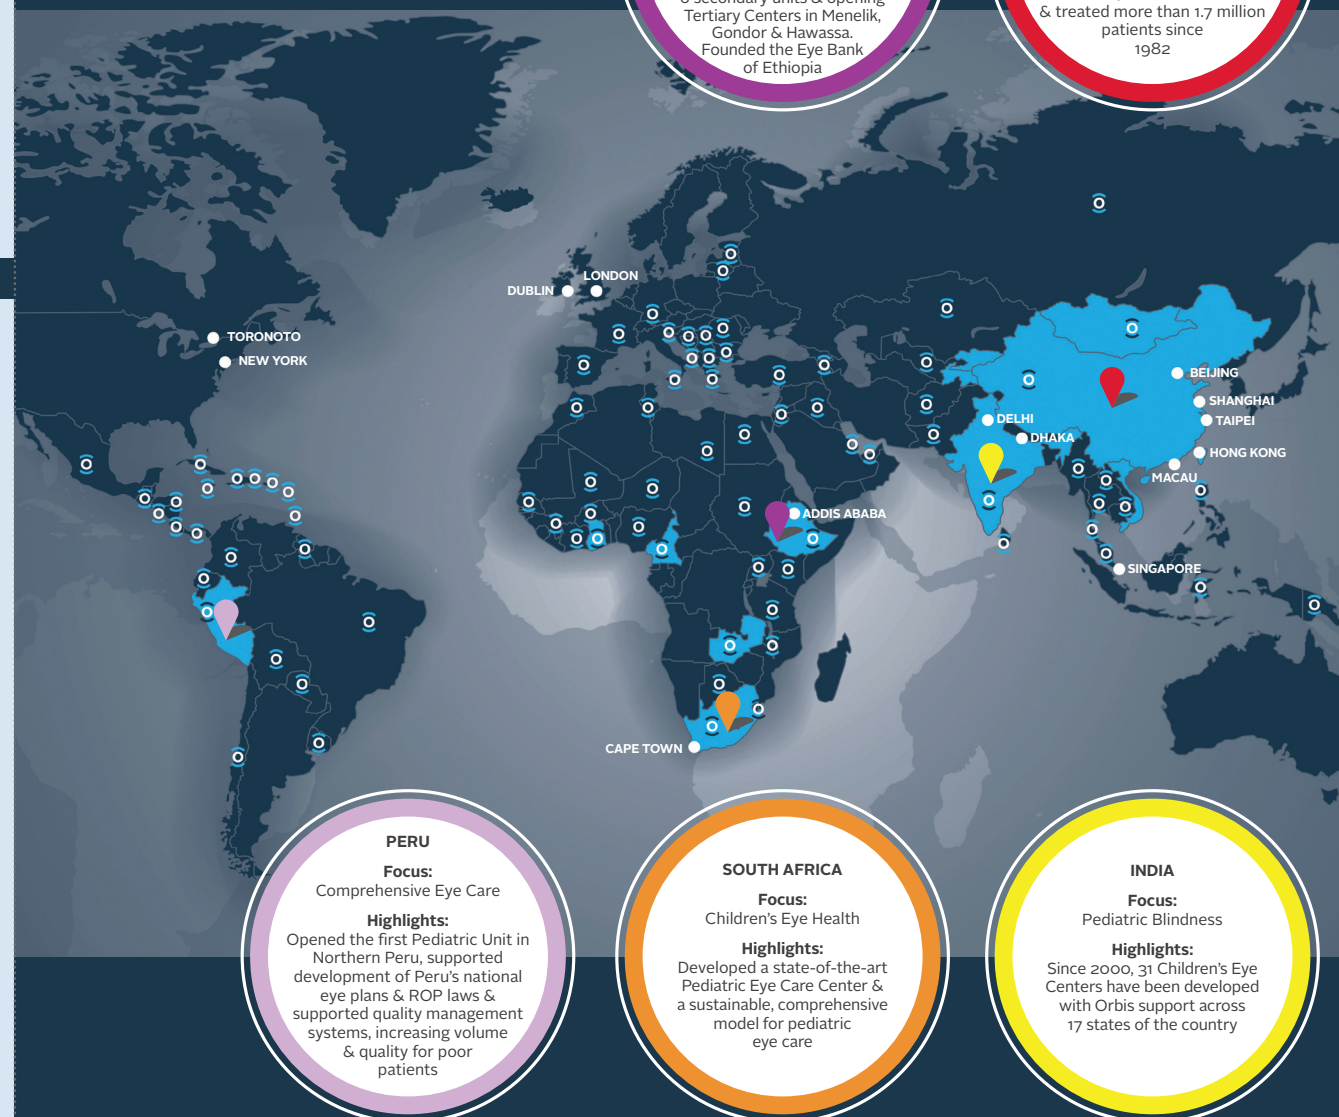 & treated more than 1.7 million
patients since
1982
6 secondary units & opening
Tertiary Centers in Menelik,
Gondor & Hawassa.
Founded the Eye Bank
of Ethiopia
LONDON
DUBLIN
TORONOTO
NEW YORK
BEIJING
SHANGHAI
TAIPEI
DELHI
DHAKA
HONG KONG
MACAU
ADDIS ABABA
SINGAPORE
CAPE TOWN
PERU
Focus:
Comprehensive Eye Care
Highlights:
Opened the first Pediatric Unit in
Northern Peru, supported
development of Peru's national
eye plans & ROP laws &
supported quality management
systems, increasing volume
& quality for poor
patients
SOUTH AFRICA
Focus:
Children's Eye Health
Highlights:
Developed a state-of-the-art
Pediatric Eye Care Center &
a sustainable, comprehensive
model for pediatric
eye care
INDIA
Focus:
Pediatric Blindness
Highlights:
Since 2000, 31 Children's Eye
Centers have been developed
with Orbis support across
17 states of the country